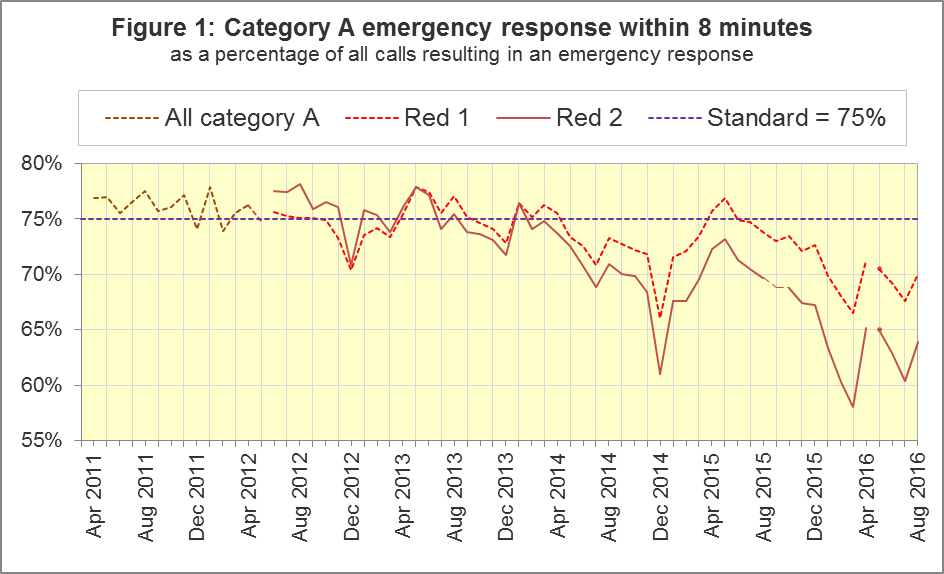 Figure 1: Category A emergency response within 8 minutes
as a percentage of all calls resulting in an emergency response
All category A Red 1 Red 2 Standard = 75%
80%
75%
70%
65%
60%
55%
Apr 2011
Aug 2011
Dec 2011
Apr 2012
Aug 2012
Dec 2012
Apr 2013
Aug 2013
Dec 2013
Apr 2014
Aug 2014
Dec 2014
Apr 2015
Aug 2015
Dec 2015
Apr 2016
Aug 2016